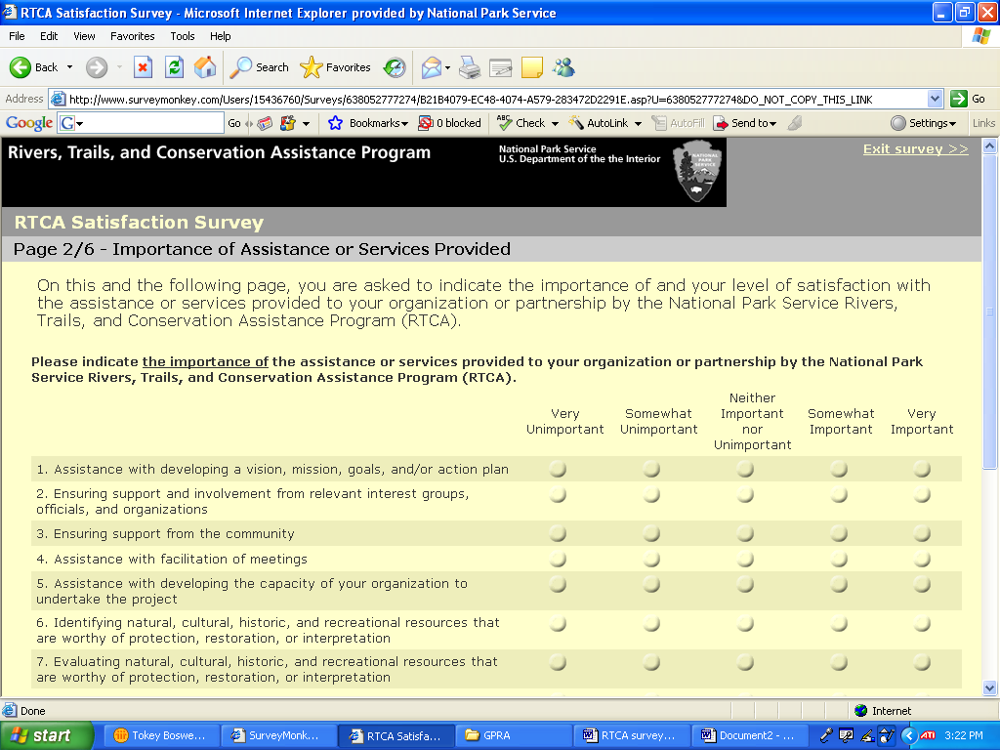 RTCA Satisfaction Survey - Microsoft Internet Explorer provided by National Park Service
File Edit View Favorites Tools Help
Back Search Favorites
Address http://www.surveymonkey.com/Users/15436760/Surveys/638052777274/B21B4079-EC48-4074-A579-283472D2291E.asp?U=638052777274&DO_NOT_COPY_THIS_LINK Go
Google G Go Bookmarks 0 blocked Check AutoLink AutoFill Send to Settings Links
Rivers, Trails, and Conservation Assistance Program
National Park Service
U.S. Department of the the Interior
Exit survey >>
RTCA Satisfaction Survey
Page 2/6 - Importance of Assistance or Services Provided
On this and the following page, you are asked to indicate the importance of and your level of satisfaction with
the assistance or services provided to your organization or partnership by the National Park Service Rivers,
Trails, and Conservation Assistance Program (RTCA).
Please indicate the importance of the assistance or services provided to your organization or partnership by the National Park
Service Rivers, Trails, and Conservation Assistance Program (RTCA).
Very Unimportant
Somewhat Unimportant
Neither Important nor Unimportant
Somewhat Important
Very Important
1. Assistance with developing a vision, mission, goals, and/or action plan
2. Ensuring support and involvement from relevant interest groups,
officials, and organizations
3. Ensuring support from the community
4. Assistance with facilitation of meetings
5. Assistance with developing the capacity of your organization to
undertake the project
6. Identifying natural, cultural, historic, and recreational resources that
are worthy of protection, restoration, or interpretation
7. Evaluating natural, cultural, historic, and recreational resources that
are worthy of protection, restoration, or interpretation
Done Internet
start Tokey Boswe... SurveyMonk... RTCA Satisfa... GPRA RTCA survey... Document2 - ... ATI 3:22 PM